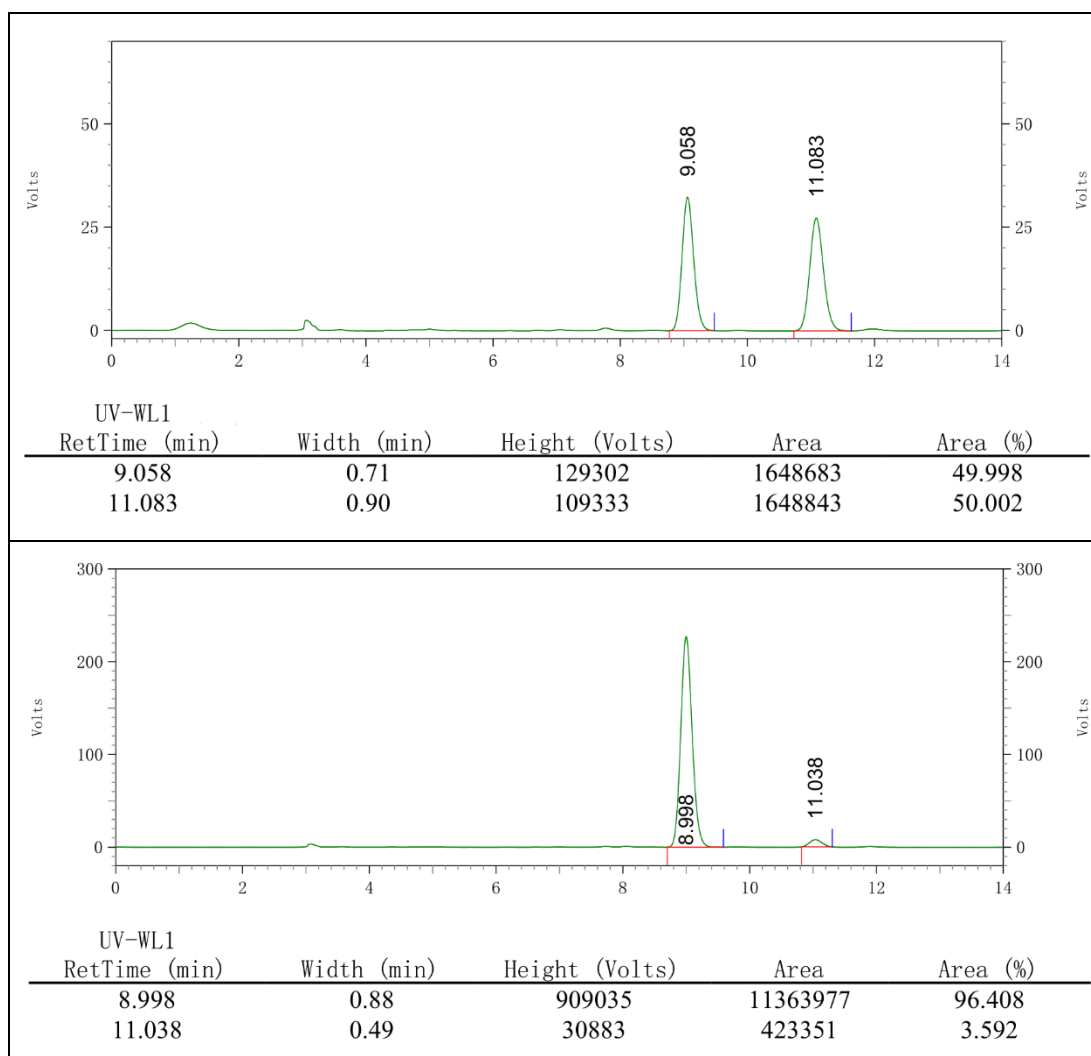 50
25
0
Volts
9.058
11.083
50
25
0
Volts
0 2 4 6 8 10 12 14
UV-WL1
RetTime (min) Width (min) Height (Volts) Area Area (%)
9.058 0.71 129302 1648683 49.998
11.083 0.90 109333 1648843 50.002
300
200
100
0
Volts
8.998
11.038
300
200
100
0
Volts
0 2 4 6 8 10 12 14
UV-WL1
RetTime (min) Width (min) Height (Volts) Area Area (%)
8.998 0.88 909035 11363977 96.408
11.038 0.49 30883 423351 3.592